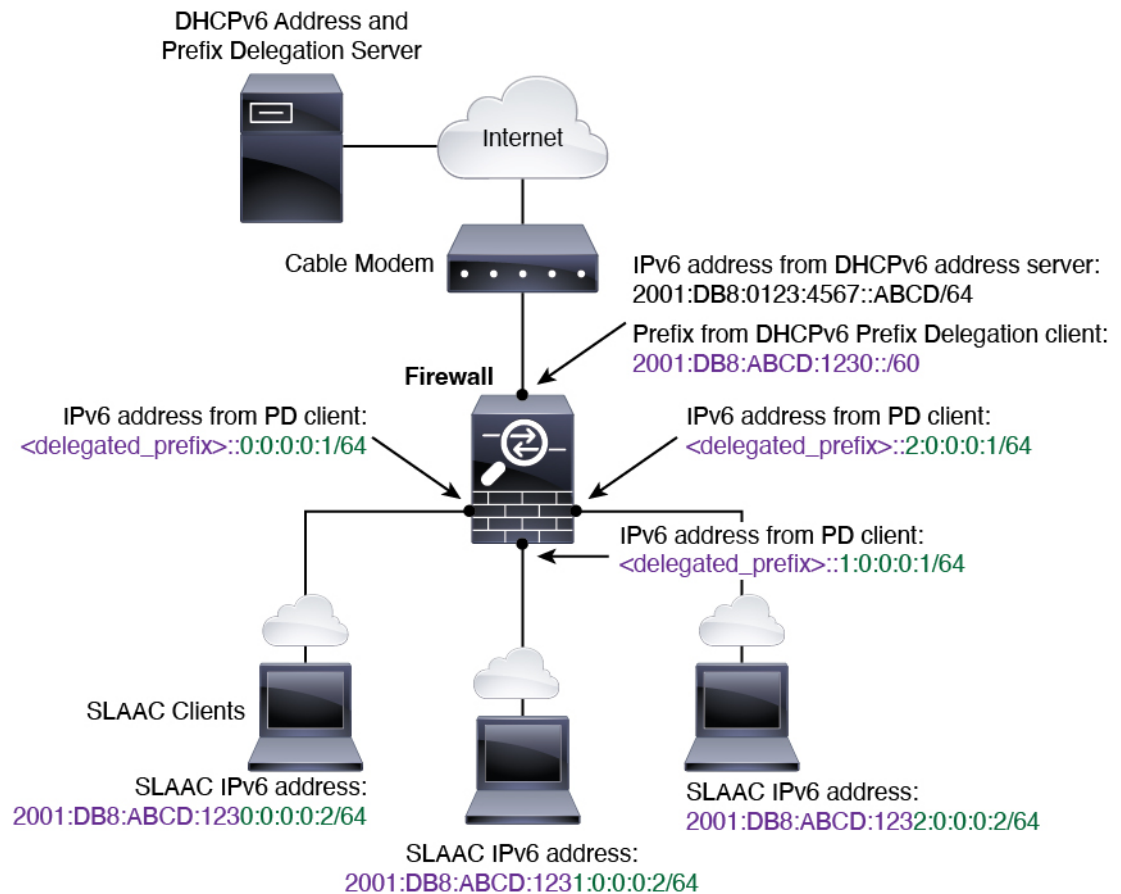 DHCPv6 Address and
Prefix Delegation Server
Internet
Cable Modem
IPv6 address from DHCPv6 address server:
2001:DB8:0123:4567::ABCD/64
Prefix from DHCPv6 Prefix Delegation client:
2001:DB8:ABCD:1230::/60
Firewall
IPv6 address from PD client:
<delegated_prefix>::0:0:0:0:1/64
IPv6 address from PD client:
<delegated_prefix>::2:0:0:0:1/64
IPv6 address from PD client:
<delegated_prefix>::1:0:0:0:1/64
SLAAC Clients
SLAAC IPv6 address:
2001:DB8:ABCD:1230:0:0:0:2/64
SLAAC IPv6 address:
2001:DB8:ABCD:1232:0:0:0:2/64
SLAAC IPv6 address:
2001:DB8:ABCD:1231:0:0:0:2/64